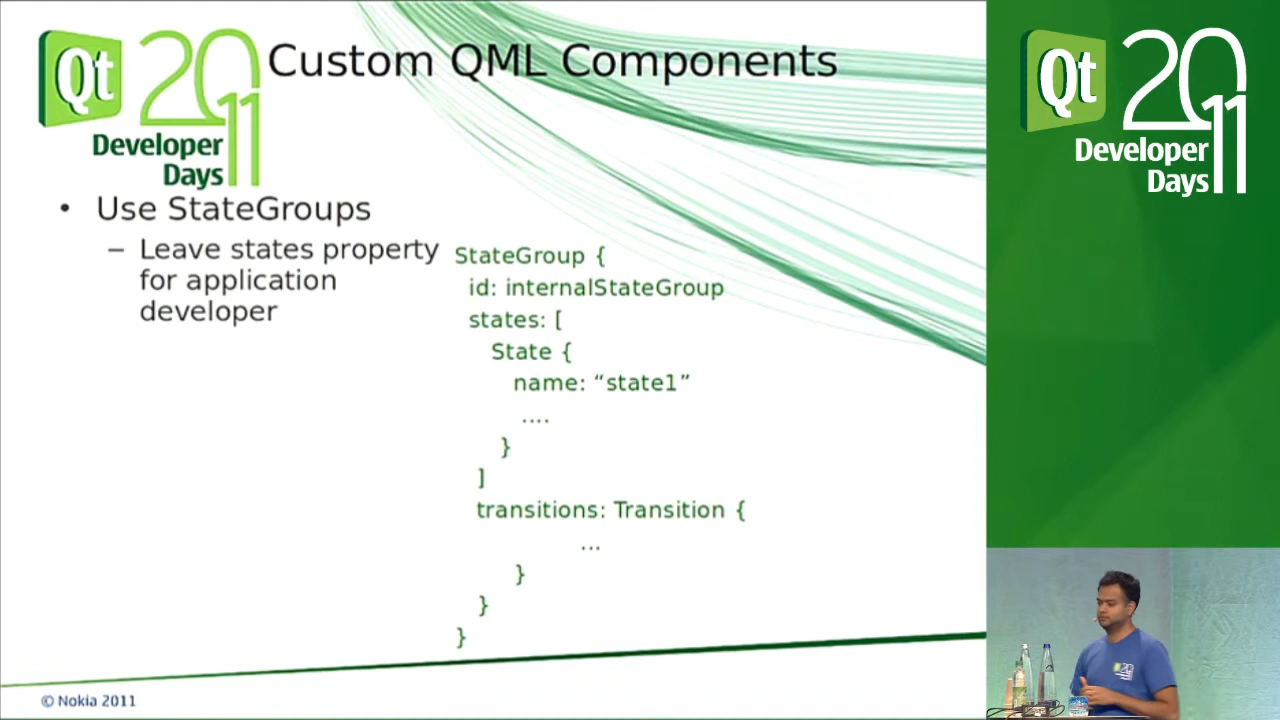 Qt 2011
Developer
Days
Custom QML Components
• Use StateGroups
– Leave states property
for application
developer
StateGroup {
id: internalStateGroup
states: [
State {
name: “state1”
....
}
]
transitions: Transition {
...
}
}
}
© Nokia 2011
Qt 2011
Developer
Days